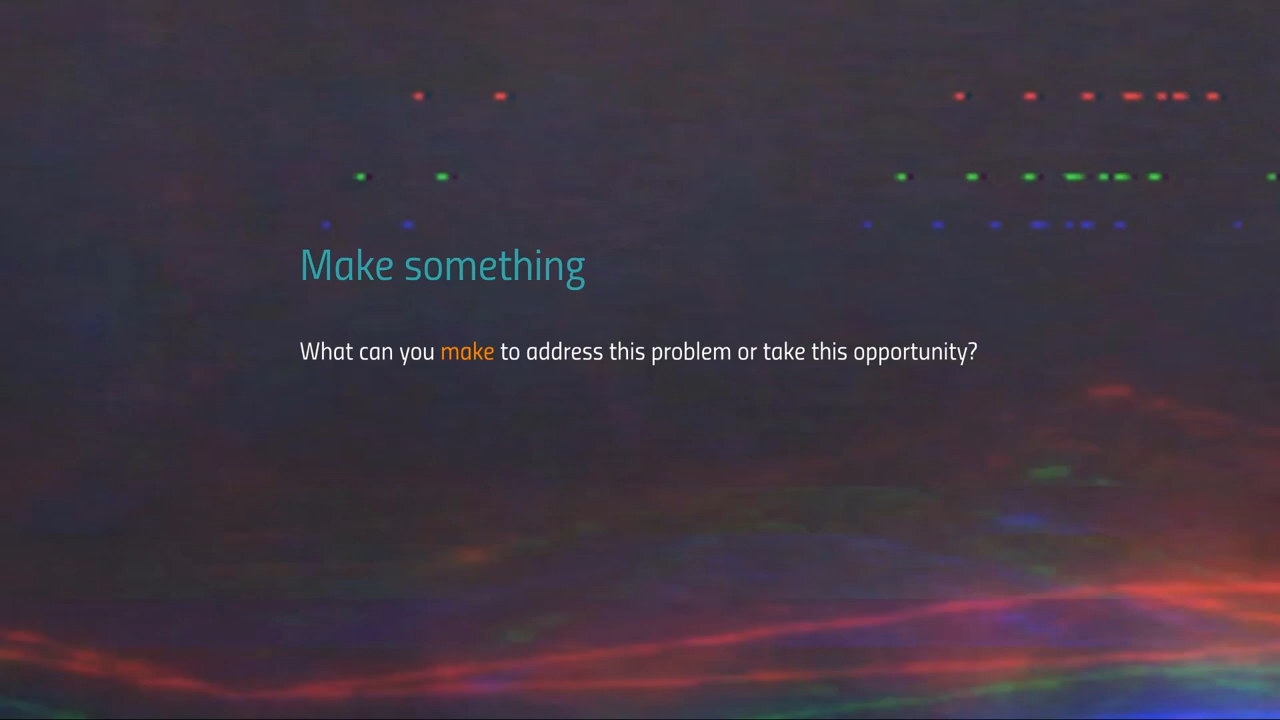 Make something
What can you make to address this problem or take this opportunity?